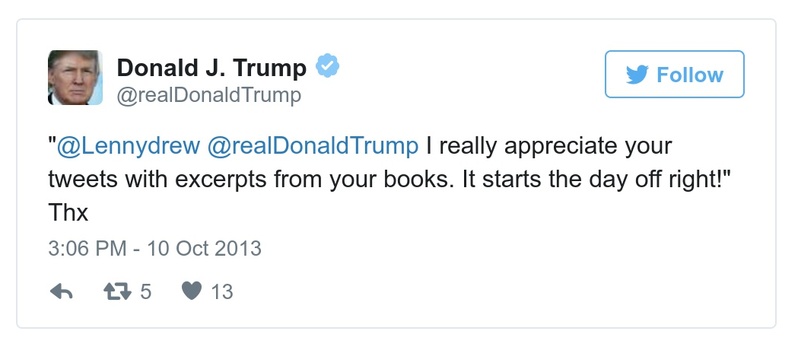 Donald J. Trump
@realDonaldTrump
Follow
"@Lennydrew @realDonaldTrump I really appreciate your
tweets with excerpts from your books. It starts the day off right!"
Thx
3:06 PM - 10 Oct 2013
5 13